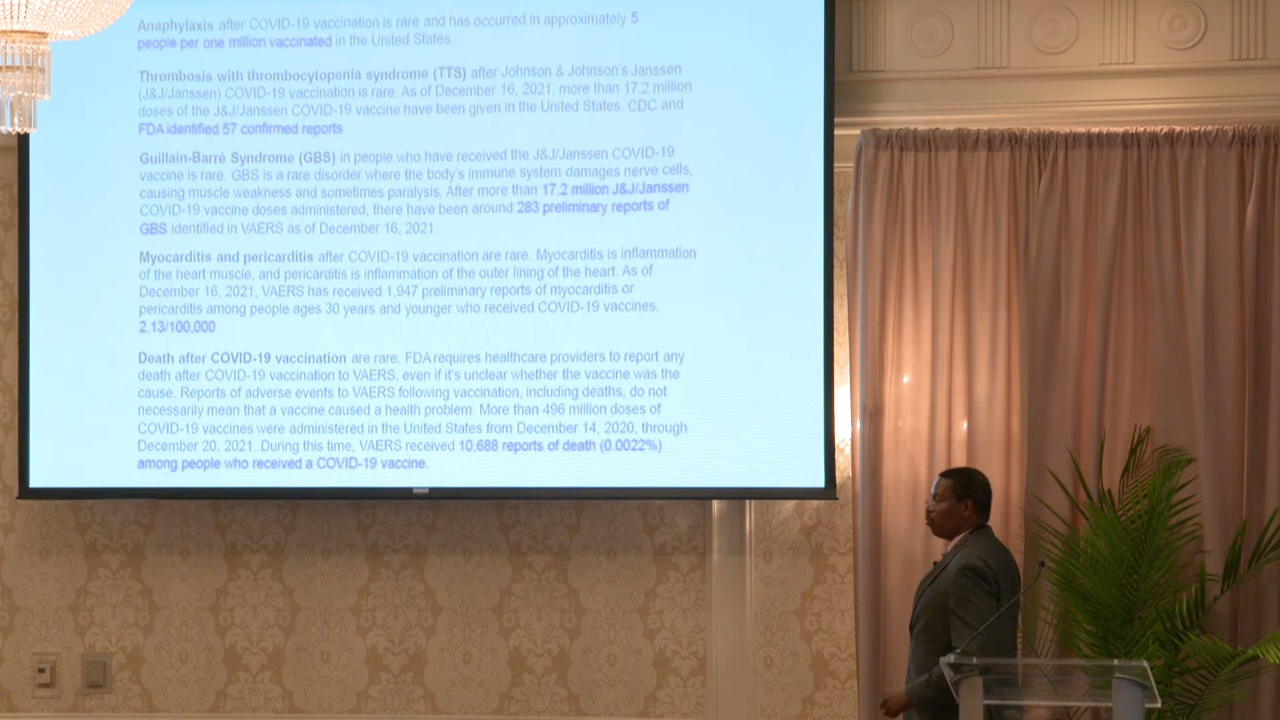 Anaphylaxis after COVID-19 vaccination is rare and has occurred in approximately 5
people per one million vaccinated in the United States.
Thrombosis with thrombocytopenia syndrome (TTS) after Johnson & Johnson's Janssen
(J&J/Janssen) COVID-19 vaccination is rare. As of December 16, 2021, more than 17.2 million
doses of the J&J/Janssen COVID-19 vaccine have been given in the United States. CDC and
FDA identified 57 confirmed reports
Guillain-Barré Syndrome (GBS) in people who have received the J&J/Janssen COVID-19
vaccine is rare. GBS is a rare disorder where the body's immune system damages nerve cells,
causing muscle weakness and sometimes paralysis. After more than 17.2 million J&J/Janssen
COVID-19 vaccine doses administered, there have been around 283 preliminary reports of
GBS identified in VAERS as of December 16, 2021.
Myocarditis and pericarditis after COVID-19 vaccination are rare. Myocarditis is inflammation
of the heart muscle, and pericarditis is inflammation of the outer lining of the heart. As of
December 16, 2021, VAERS has received 1,947 preliminary reports of myocarditis or
pericarditis among people ages 30 years and younger who received COVID-19 vaccines.
2.13/100,000
Death after COVID-19 vaccination are rare. FDA requires healthcare providers to report any
death after COVID-19 vaccination to VAERS, even if it's unclear whether the vaccine was the
cause. Reports of adverse events to VAERS following vaccination, including deaths, do not
necessarily mean that a vaccine caused a health problem. More than 496 million doses of
COVID-19 vaccines were administered in the United States from December 14, 2020, through
December 20, 2021. During this time, VAERS received 10,688 reports of death (0.0022%)
among people who received a COVID-19 vaccine.